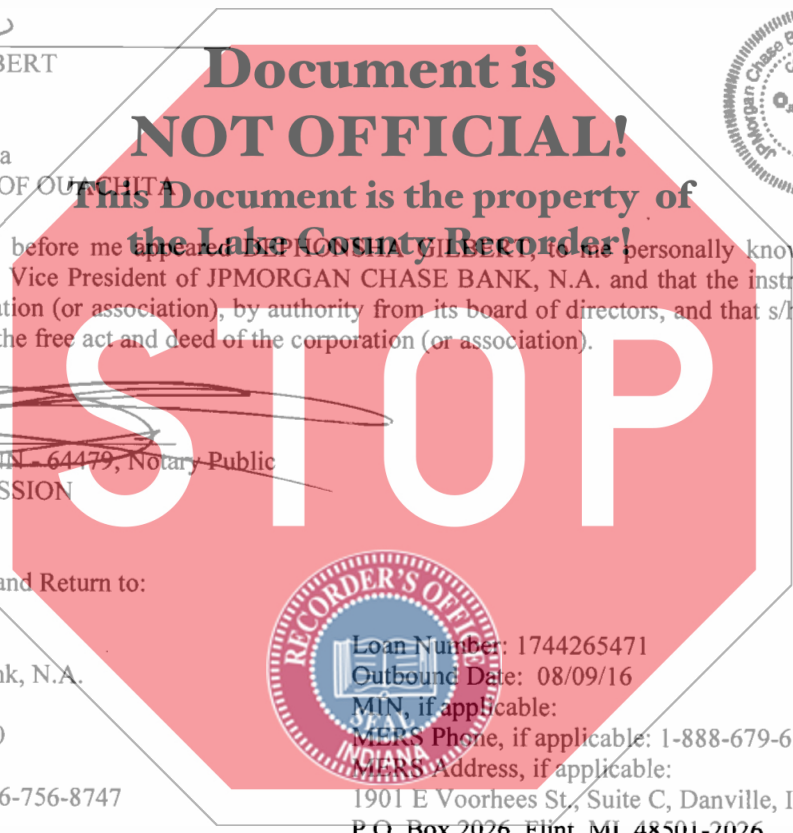 BERT
Document is
NOT OFFICIAL!
JPMorgan Chase B
a
OF OUACHITA
This Document is the property of
the Lake County Recorder!
before me appeared DEPHONSHA GILBERT, to me personally know
Vice President of JPMORGAN CHASE BANK, N.A. and that the instr
tion (or association), by authority from its board of directors, and that s/h
the free act and deed of the corporation (or association).
STOP
N - 64479, Notary Public
SSION
and Return to:
RECORDER'S OFFICE
SEAL
INDIANA
Loan Number: 1744265471
nk, N.A.
Outbound Date: 08/09/16
MIN, if applicable:
MERS Phone, if applicable: 1-888-679-6
MERS Address, if applicable:
6-756-8747
1901 E Voorhees St., Suite C, Danville, I
P.O. Box 2026, Flint, MI 48501-2026